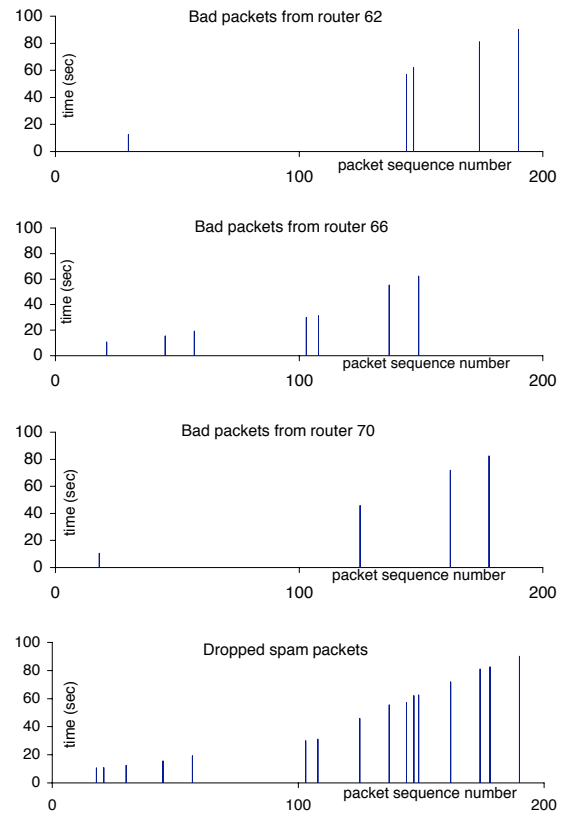 Bad packets from router 62
100
80
60
40
20
0
time (sec)
packet sequence number
0 100 200
Bad packets from router 66
100
80
60
40
20
0
time (sec)
packet sequence number
0 100 200
Bad packets from router 70
100
80
60
40
20
0
time (sec)
packet sequence number
0 100 200
Dropped spam packets
100
80
60
40
20
0
time (sec)
packet sequence number
0 100 200